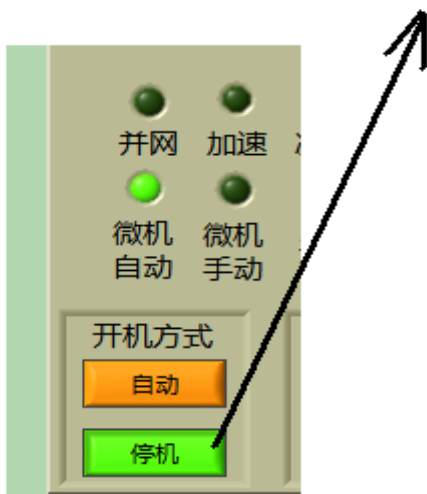 并网 加速
微机 微机
自动 手动
开机方式
自动
停机